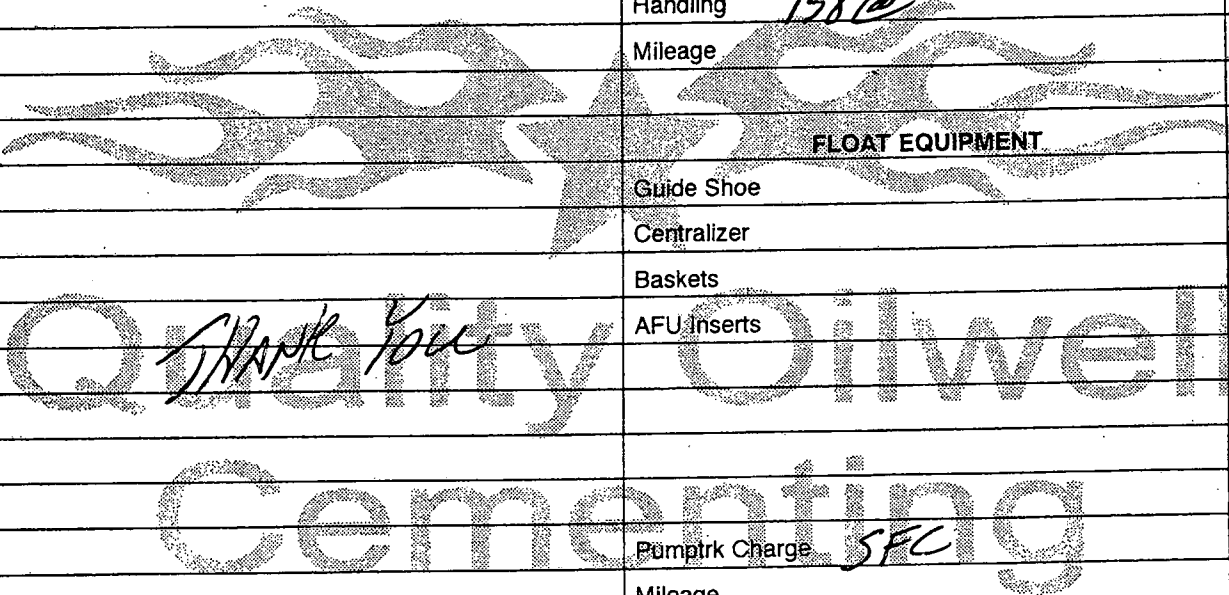 Handling 158 @
Mileage
FLOAT EQUIPMENT
Guide Shoe
Centralizer
Baskets
AFU Inserts
THANK YOU
Quality Oilwell
Cementing
Pumptrk Charge SFC
Mileage